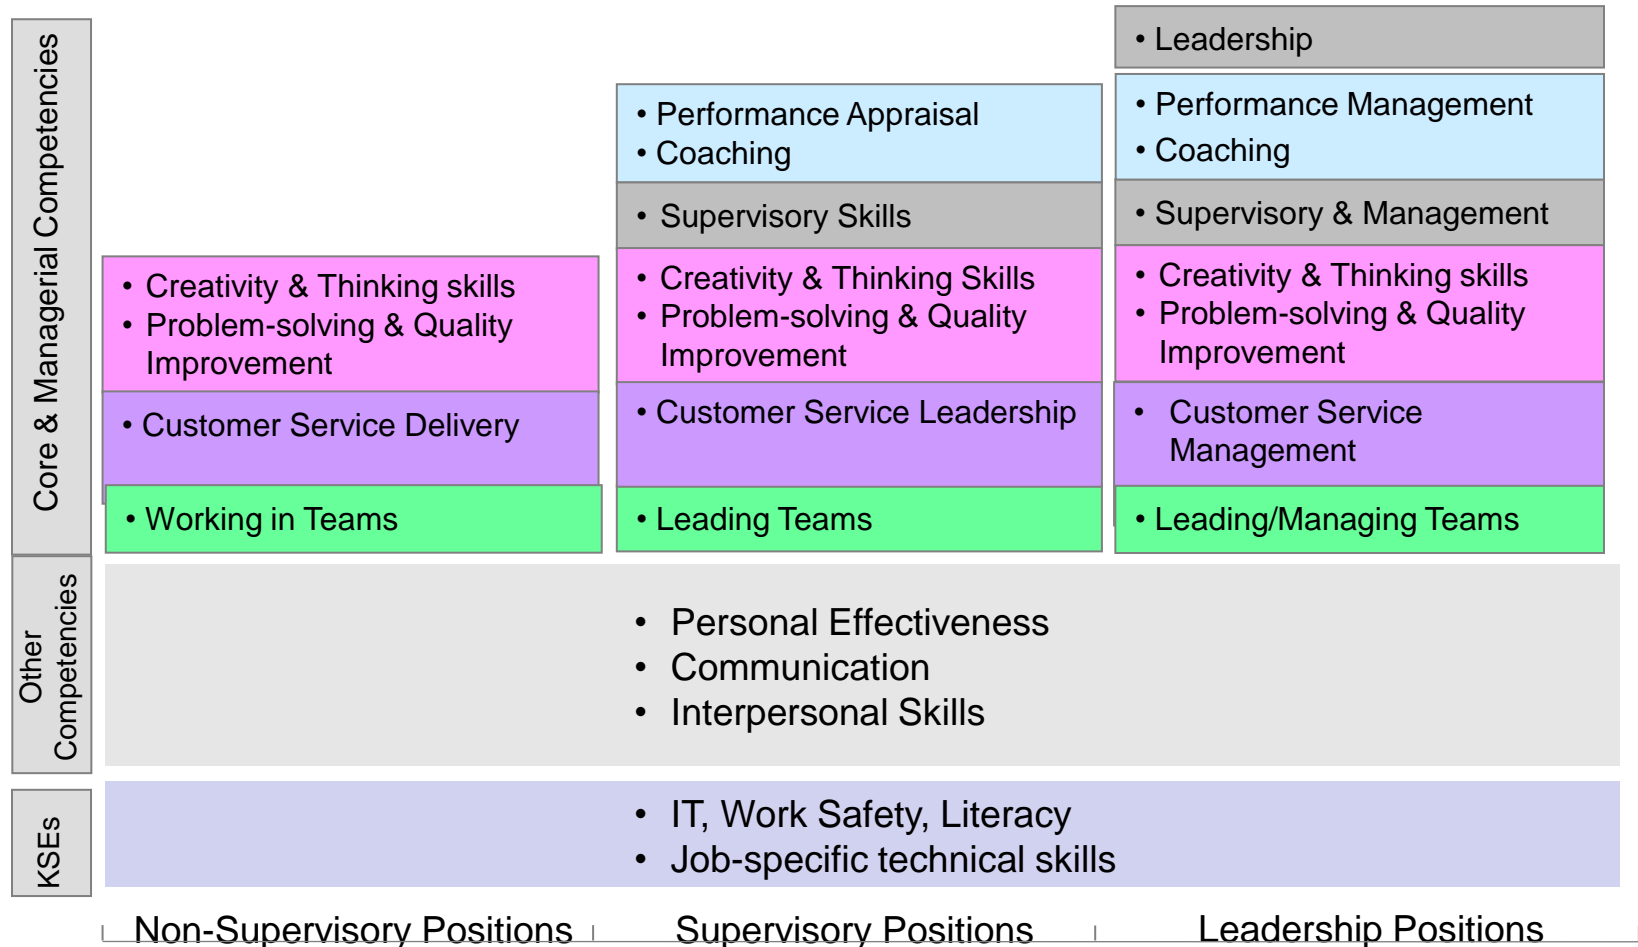 Core & Managerial Competencies
• Creativity & Thinking skills
• Problem-solving & Quality
Improvement
• Customer Service Delivery
• Working in Teams
• Performance Appraisal
• Coaching
• Supervisory Skills
• Creativity & Thinking Skills
• Problem-solving & Quality
Improvement
• Customer Service Leadership
• Leading Teams
• Leadership
• Performance Management
• Coaching
• Supervisory & Management
• Creativity & Thinking skills
• Problem-solving & Quality
Improvement
• Customer Service
Management
• Leading/Managing Teams
Other
Competencies
• Personal Effectiveness
• Communication
• Interpersonal Skills
KSEs
• IT, Work Safety, Literacy
• Job-specific technical skills
Non-Supervisory Positions
Supervisory Positions
Leadership Positions